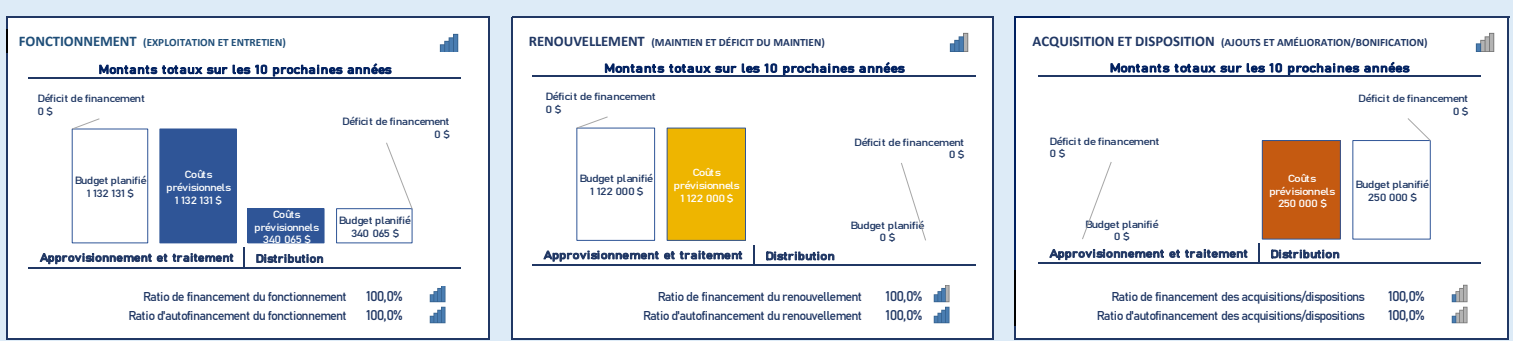 FONCTIONNEMENT (EXPLOITATION ET ENTRETIEN)
Montants totaux sur les 10 prochaines années
Déficit de financement
0 $
Déficit de financement
0 $
Budget planifié
1 132 131 $
Coûts
prévisionnels
1 132 131 $
Coûts
prévisionnels
340 065 $
Budget planifié
340 065 $
Approvisionnement et traitement
Distribution
Ratio de financement du fonctionnement 100,0%
Ratio d'autofinancement du fonctionnement 100,0%
RENOUVELLEMENT (MAINTIEN ET DÉFICIT DU MAINTIEN)
Montants totaux sur les 10 prochaines années
Déficit de financement
0 $
Déficit de financement
0 $
Budget planifié
1 122 000 $
Coûts
prévisionnels
1 122 000 $
Budget planifié
0 $
Approvisionnement et traitement
Distribution
Ratio de financement du renouvellement 100,0%
Ratio d'autofinancement du renouvellement 100,0%
ACQUISITION ET DISPOSITION (AJOUTS ET AMÉLIORATION/BONIFICATION)
Montants totaux sur les 10 prochaines années
Déficit de financement
0 $
Déficit de financement
0 $
Budget planifié
0 $
Coûts
prévisionnels
250 000 $
Budget planifié
250 000 $
Approvisionnement et traitement
Distribution
Ratio de financement des acquisitions/dispositions 100,0%
Ratio d'autofinancement des acquisitions/dispositions 100,0%